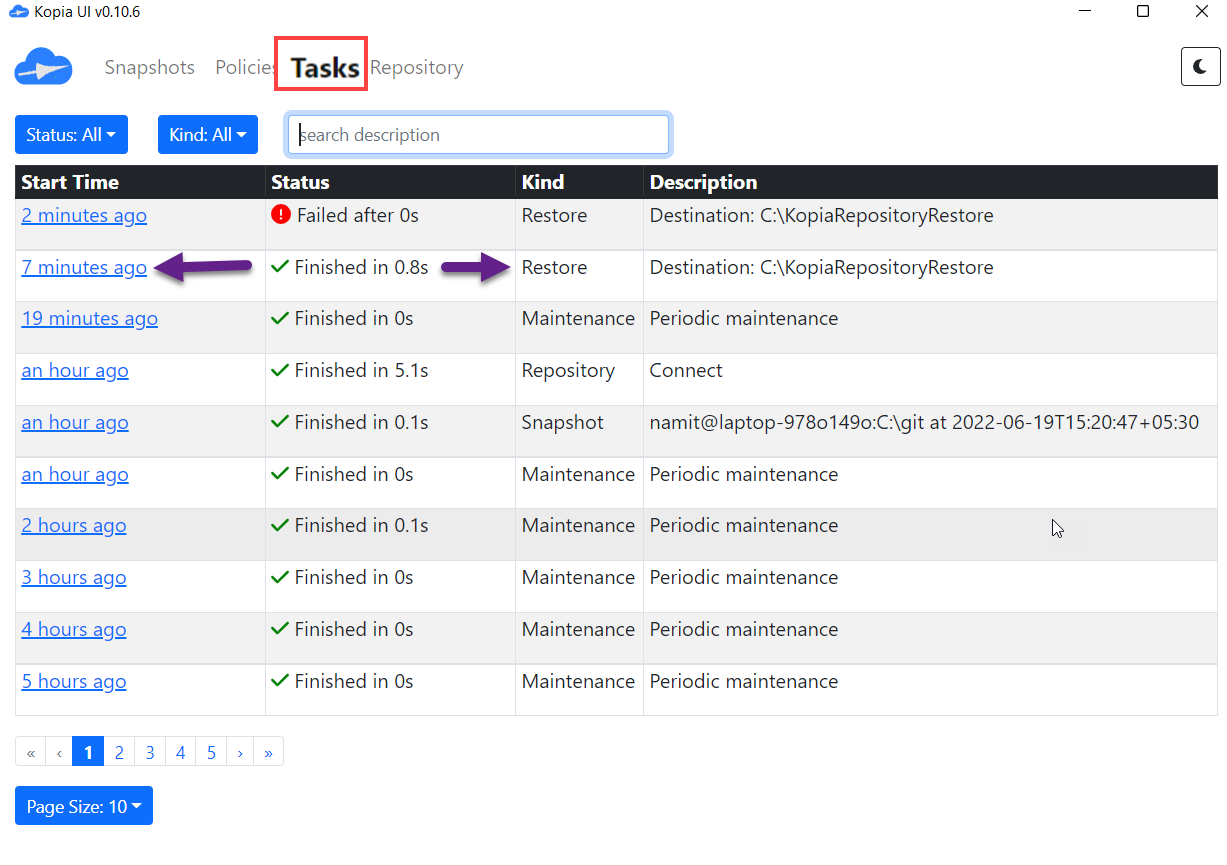 Kopia UI v0.10.6
Snapshots Policies Tasks Repository
Status: All Kind: All search description
Start Time Status Kind Description
2 minutes ago Failed after 0s Restore Destination: C:\KopiaRepositoryRestore
7 minutes ago Finished in 0.8s Restore Destination: C:\KopiaRepositoryRestore
19 minutes ago Finished in 0s Maintenance Periodic maintenance
an hour ago Finished in 5.1s Repository Connect
an hour ago Finished in 0.1s Snapshot namit@laptop-978o149o:C:\git at 2022-06-19T15:20:47+05:30
an hour ago Finished in 0s Maintenance Periodic maintenance
2 hours ago Finished in 0.1s Maintenance Periodic maintenance
3 hours ago Finished in 0s Maintenance Periodic maintenance
4 hours ago Finished in 0s Maintenance Periodic maintenance
5 hours ago Finished in 0s Maintenance Periodic maintenance
« ‹ 1 2 3 4 5 › »
Page Size: 10